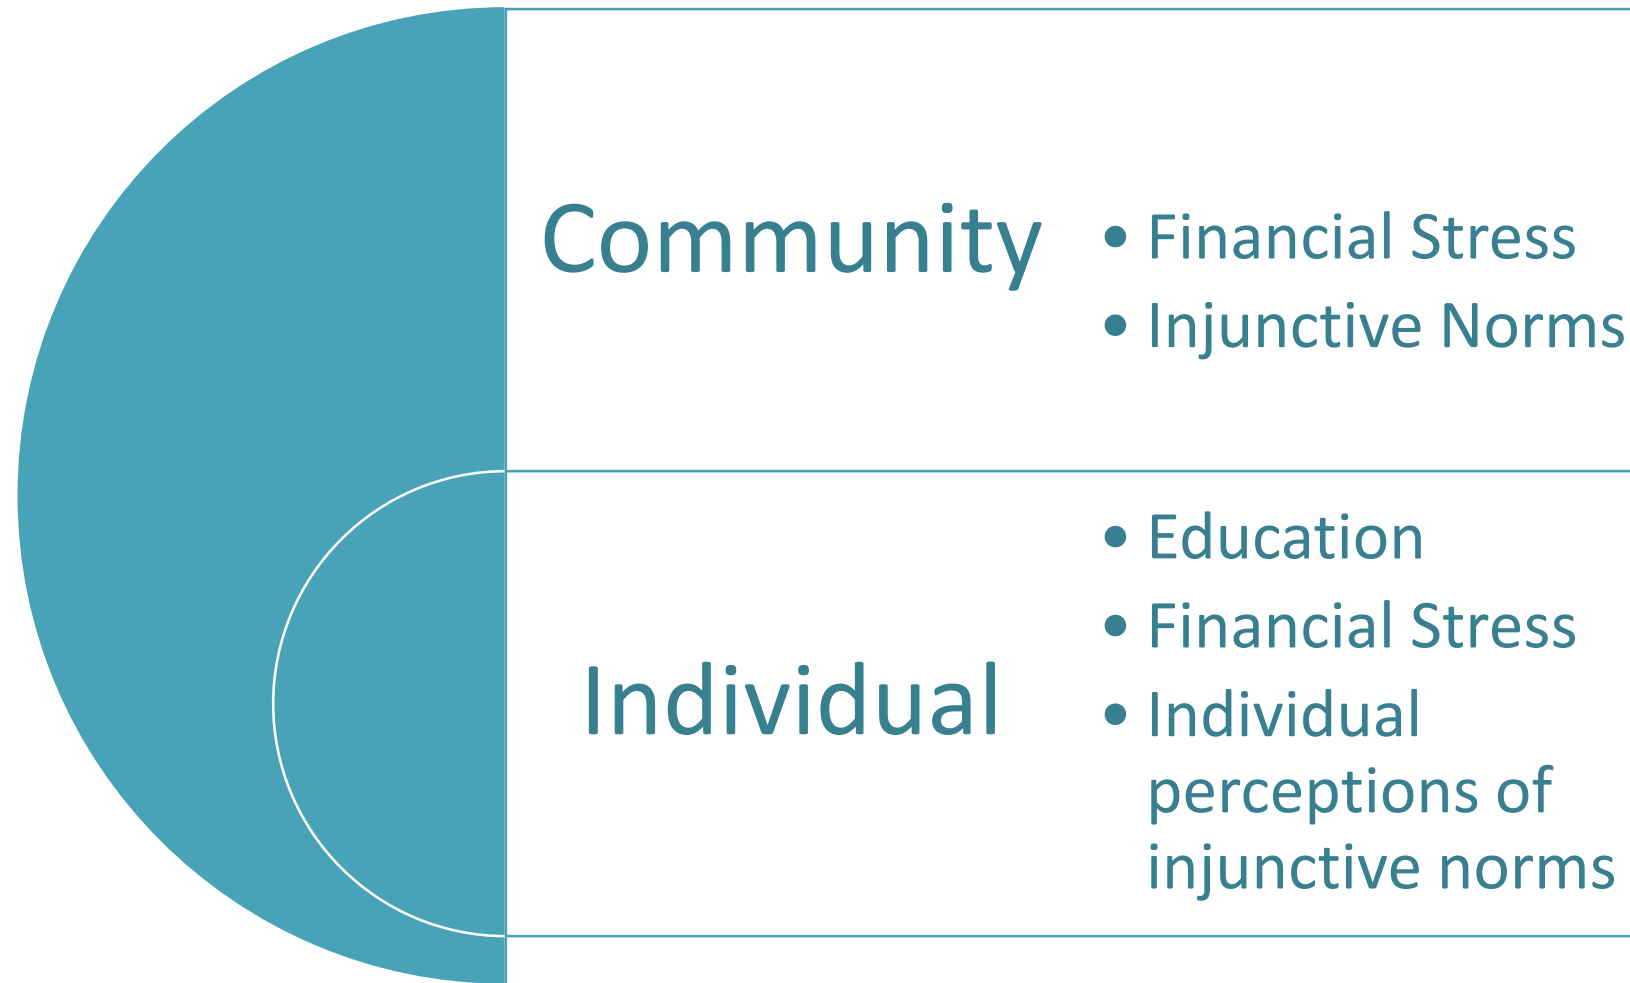 Community
• Financial Stress
• Injunctive Norms
Individual
• Education
• Financial Stress
• Individual
perceptions of
injunctive norms